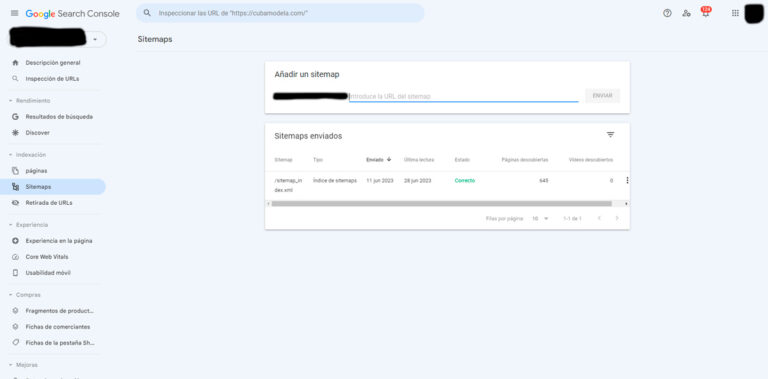 Google Search Console
Inspeccionar las URL de "https://cubamodela.com/"
124
Descripción general
Inspección de URLs
Rendimiento
Resultados de búsqueda
Discover
Indexación
páginas
Sitemaps
Retirada de URLs
Experiencia
Experiencia en la página
Core Web Vitals
Usabilidad móvil
Compras
Fragmentos de product...
Fichas de comerciantes
Fichas de la pestaña Sh...
Mejoras
Sitemaps
Añadir un sitemap
Introduce la URL del sitemap
ENVIAR
Sitemaps enviados
Sitemap Tipo Enviado Última lectura Estado Páginas descubiertas Vídeos descubiertos
/sitemap_in Índice de sitemaps 11 jun 2023 28 jun 2023 Correcto 645 0
dex.xml
Filas por página 10 1-1 de 1